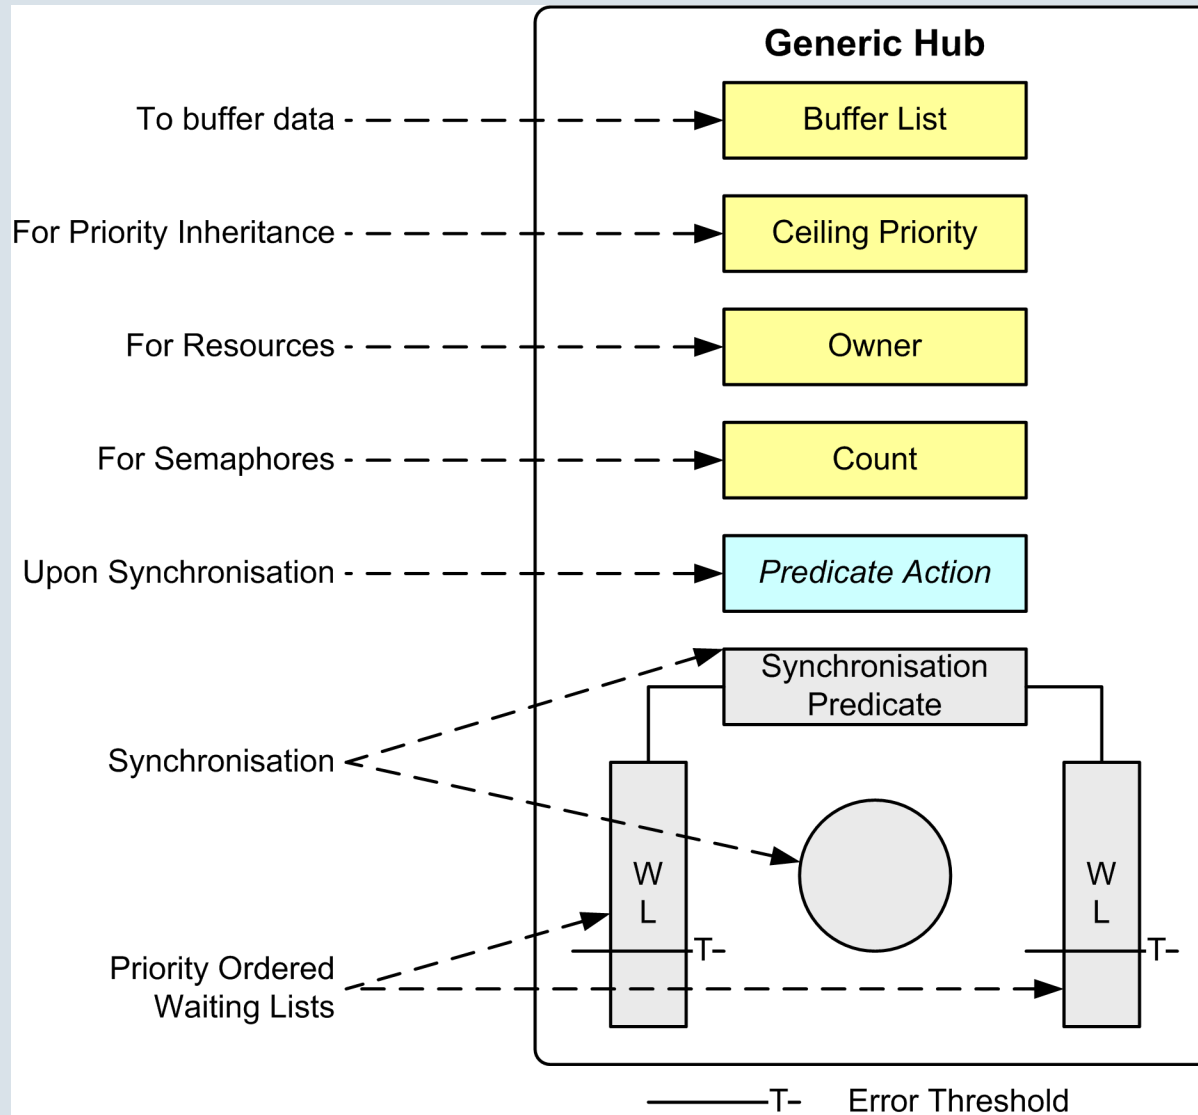 Generic Hub
To buffer data
Buffer List
For Priority Inheritance
Ceiling Priority
For Resources
Owner
For Semaphores
Count
Upon Synchronisation
Predicate Action
Synchronisation
Predicate
Synchronisation
W
L
W
L
T
T
Priority Ordered
Waiting Lists
T
Error Threshold